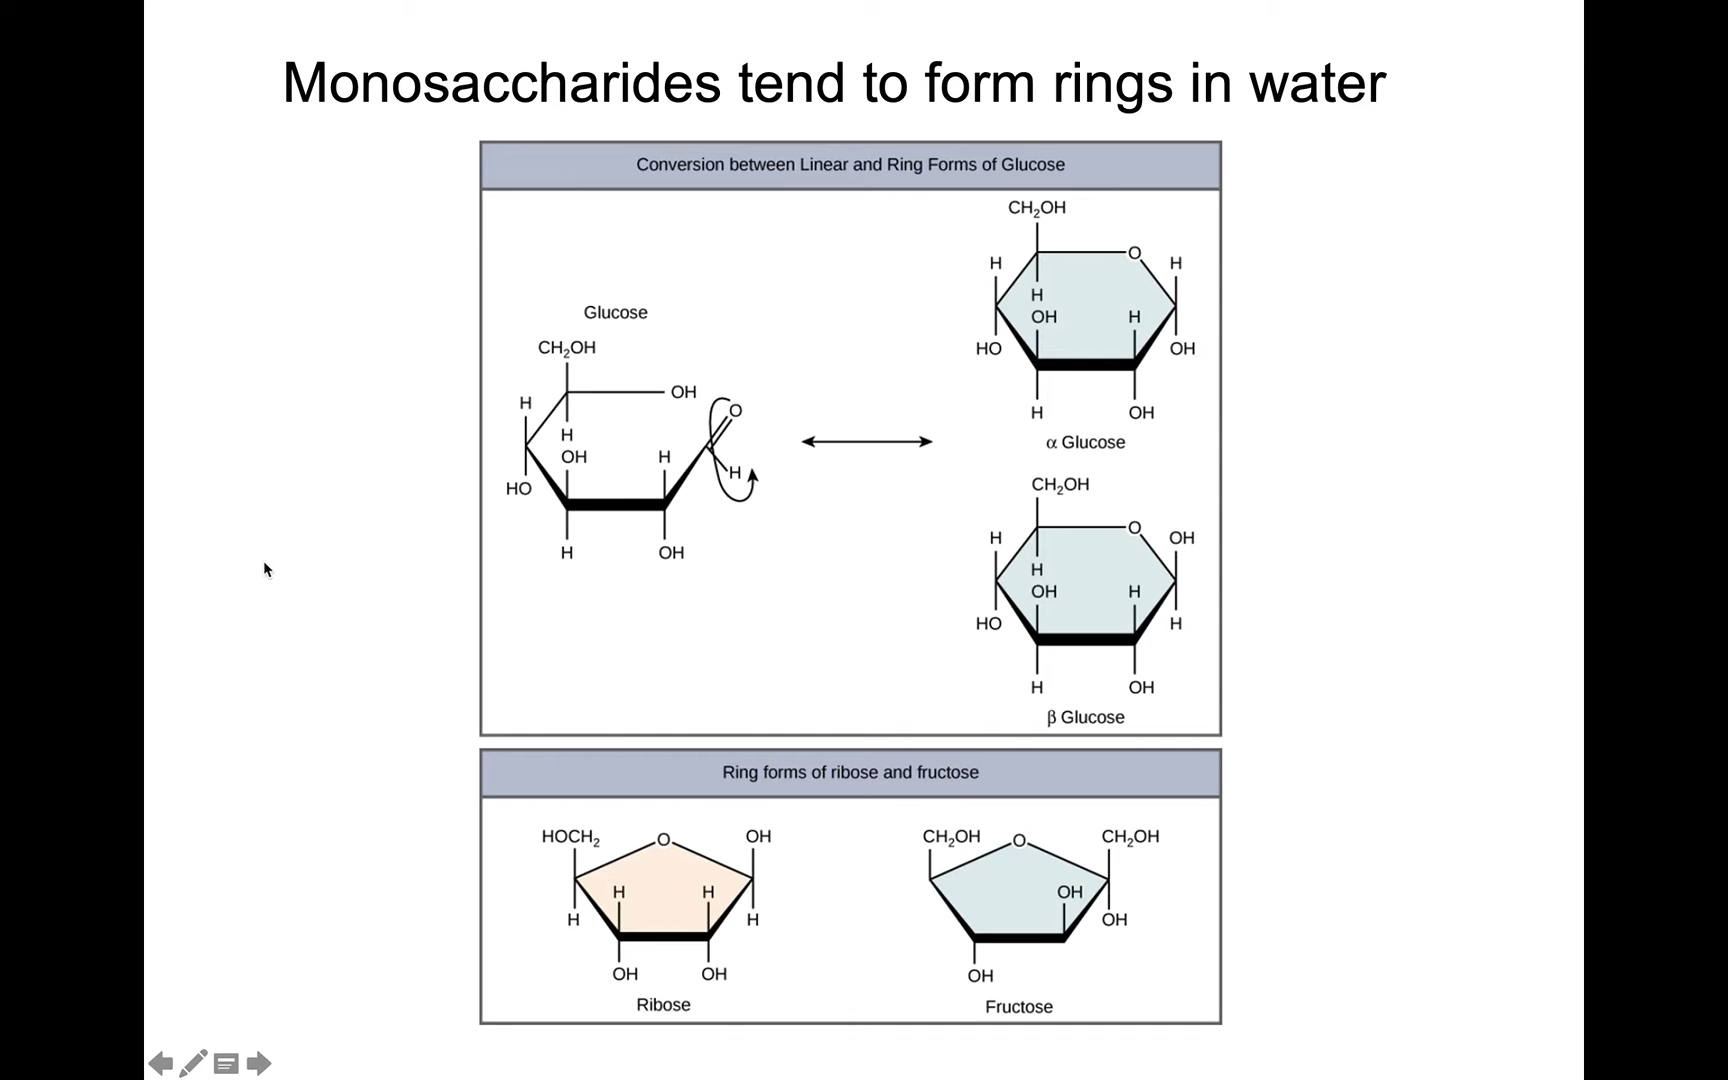 Monosaccharides tend to form rings in water
Conversion between Linear and Ring Forms of Glucose
Glucose
CH₂OH
OH
H
O
H
OH
H
H
HO
H
OH
CH₂OH
O
H
H
H
OH
H
HO
OH
H
OH
α Glucose
CH₂OH
O
H
OH
H
OH
H
HO
H
H
OH
β Glucose
Ring forms of ribose and fructose
HOCH₂
O
OH
H
H
H
H
OH
OH
Ribose
CH₂OH
O
CH₂OH
OH
OH
OH
Fructose